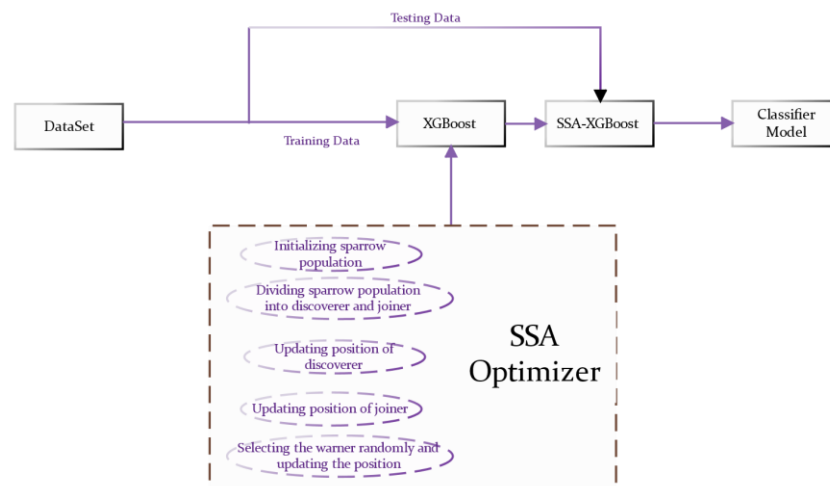 Testing Data
DataSet
XGBoost
SSA-XGBoost
Classifier
Model
Training Data
Initializing sparrow
population
Dividing sparrow population
into discoverer and joiner
Updating position of
discoverer
Updating position of joiner
Selecting the warner randomly and
updating the position
SSA
Optimizer